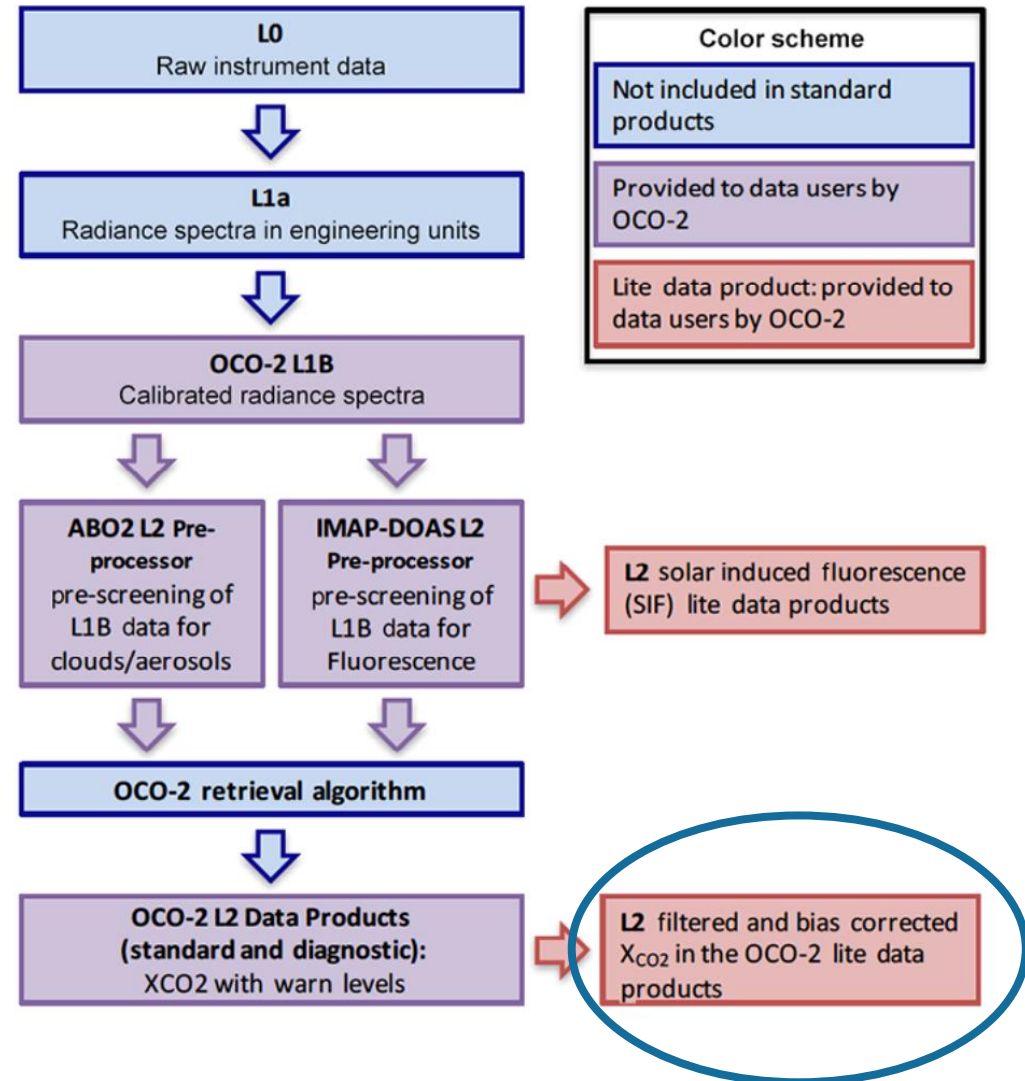 L0
Raw instrument data
L1a
Radiance spectra in engineering units
OCO-2 L1B
Calibrated radiance spectra
ABO2 L2 Pre-
processor
pre-screening of
L1B data for
clouds/aerosols
IMAP-DOAS L2
Pre-processor
pre-screening of
L1B data for
Fluorescence
L2 solar induced fluorescence
(SIF) lite data products
OCO-2 retrieval algorithm
OCO-2 L2 Data Products
(standard and diagnostic):
XCO2 with warn levels
L2 filtered and bias corrected
XCO2 in the OCO-2 lite data
products
Color scheme
Not included in standard
products
Provided to data users by
OCO-2
Lite data product: provided to
data users by OCO-2